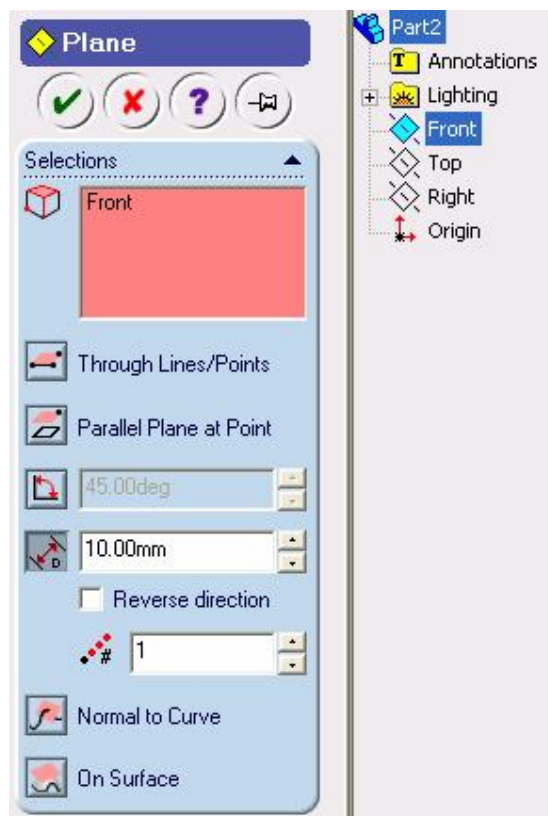 Plane
?
Selections
Front
Through Lines/Points
Parallel Plane at Point
45.00deg
D
10.00mm
Reverse direction
#
1
Normal to Curve
On Surface
Part2
T
Annotations
Lighting
Front
Top
Right
Origin